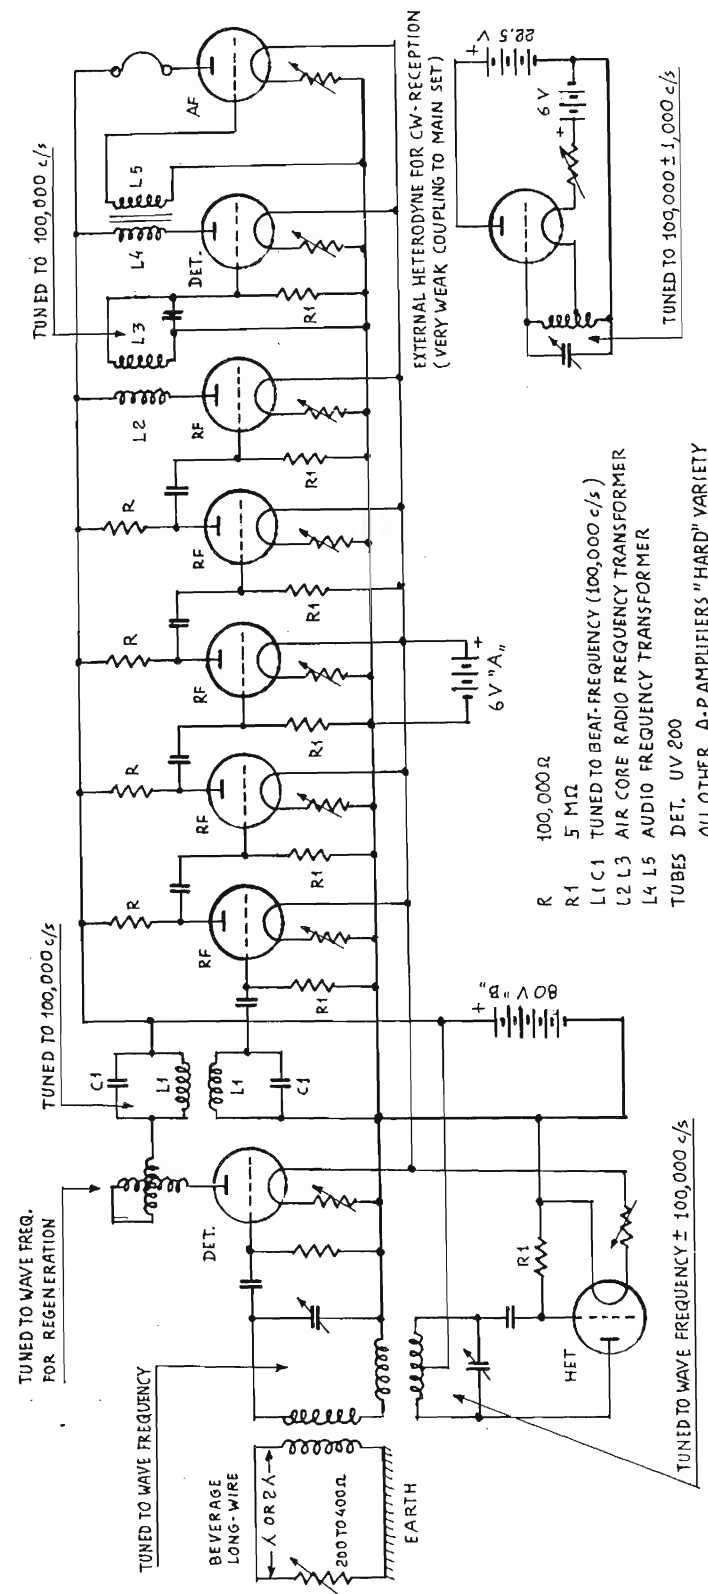 TUNED TO WAVE FREQ.
FOR REGENERATION
TUNED TO 100,000 c/s
TUNED TO 100,000 c/s
C1
L1
L1
C1
R
R
R
R
L2
L3
L4
L5
TUNED TO WAVE FREQUENCY
DET.
RF
RF
RF
RF
RF
DET.
AF
BEVERAGE
LONG-WIRE
λ OR 2λ
200 TO 400Ω
EARTH
R1
R1
R1
R1
R1
R1
HET
R1
80 V "B"
+
6V "A"
+
EXTERNAL HETERODYNE FOR CW-RECEPTION
(VERY WEAK COUPLING TO MAIN SET)
22.5 V
+
6 V
+
TUNED TO 100,000 ± 1,000 c/s
TUNED TO WAVE FREQUENCY ± 100,000 c/s
R 100,000Ω
R1 5 MΩ
L1 C1 TUNED TO BEAT-FREQUENCY (100,000 c/s)
L2 L3 AIR CORE RADIO FREQUENCY TRANSFORMER
L4 L5 AUDIO FREQUENCY TRANSFORMER
TUBES DET. UV 200
ALL OTHER A-P AMPLIFIERS "HARD" VARIETY